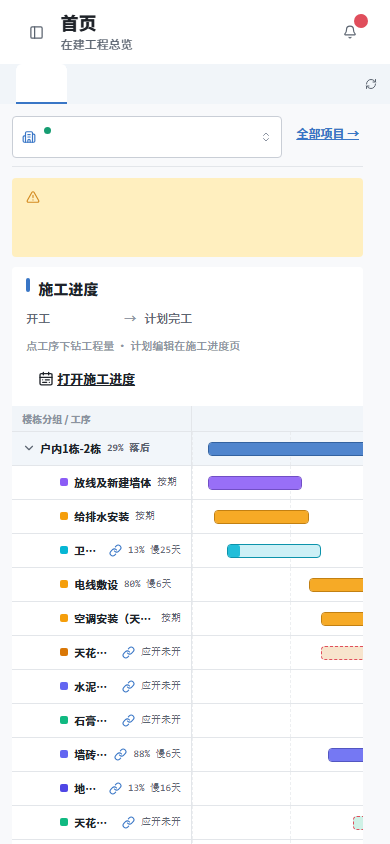 首页
在建工程总览
全部项目 →
施工进度
开工 → 计划完工
点工序下钻工程量 · 计划编辑在施工进度页
打开施工进度
楼栋分组 / 工序
户内1栋-2栋 29% 落后
放线及新建墙体 按期
给排水安装 按期
卫… 13% 慢25天
电线敷设 80% 慢6天
空调安装（天… 按期
天花… 应开未开
水泥… 应开未开
石膏… 应开未开
墙砖… 88% 慢6天
地… 13% 慢16天
天花… 应开未开